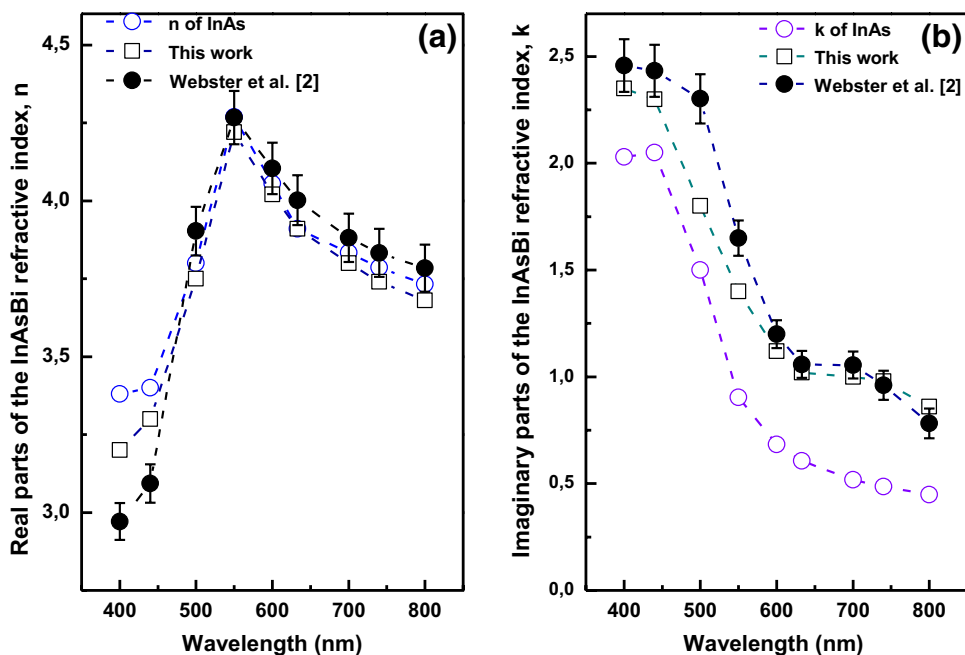 (a)
n of InAs
This work
Webster et al. [2]
Real parts of the InAsBi refractive index, n
4,5
4,0
3,5
3,0
400 500 600 700 800
Wavelength (nm)
(b)
k of InAs
This work
Webster et al. [2]
Imaginary parts of the InAsBi refractive index, k
2,5
2,0
1,5
1,0
0,5
0,0
400 500 600 700 800
Wavelength (nm)